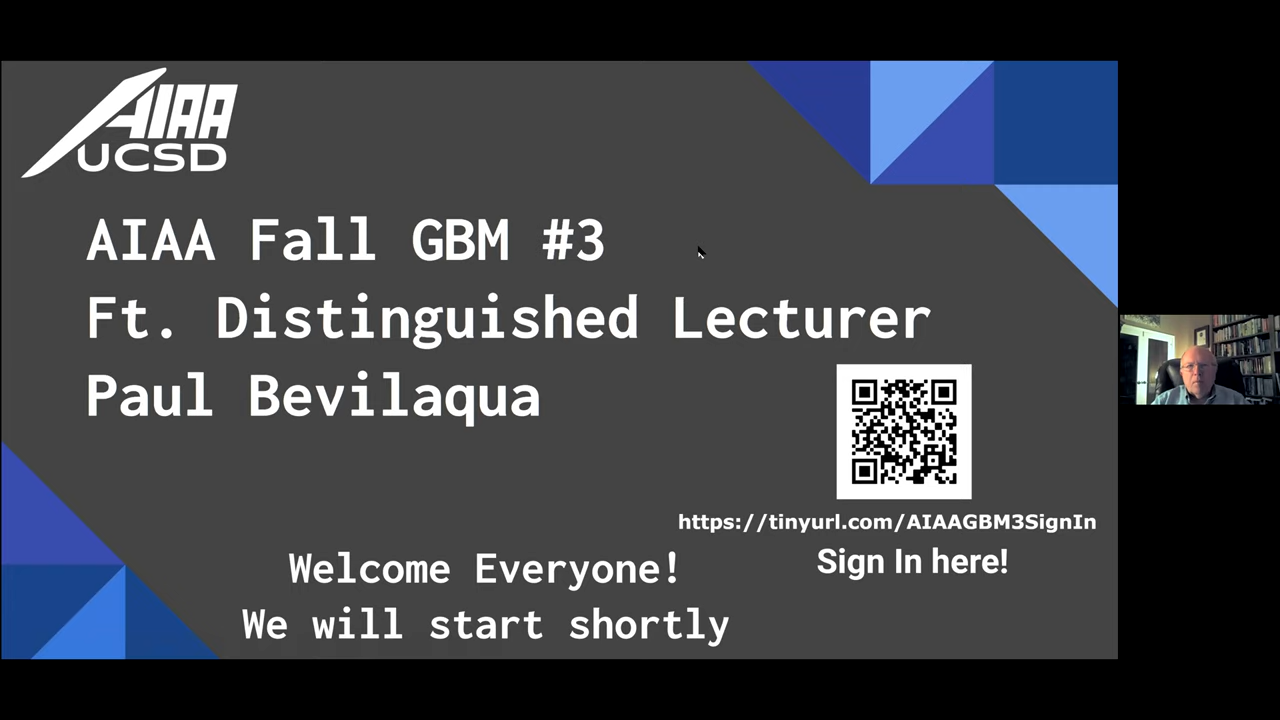 AIAA
UCSD
AIAA Fall GBM #3
Ft. Distinguished Lecturer
Paul Bevilaqua
https://tinyurl.com/AIAAGBM3SignIn
Sign In here!
Welcome Everyone!
We will start shortly